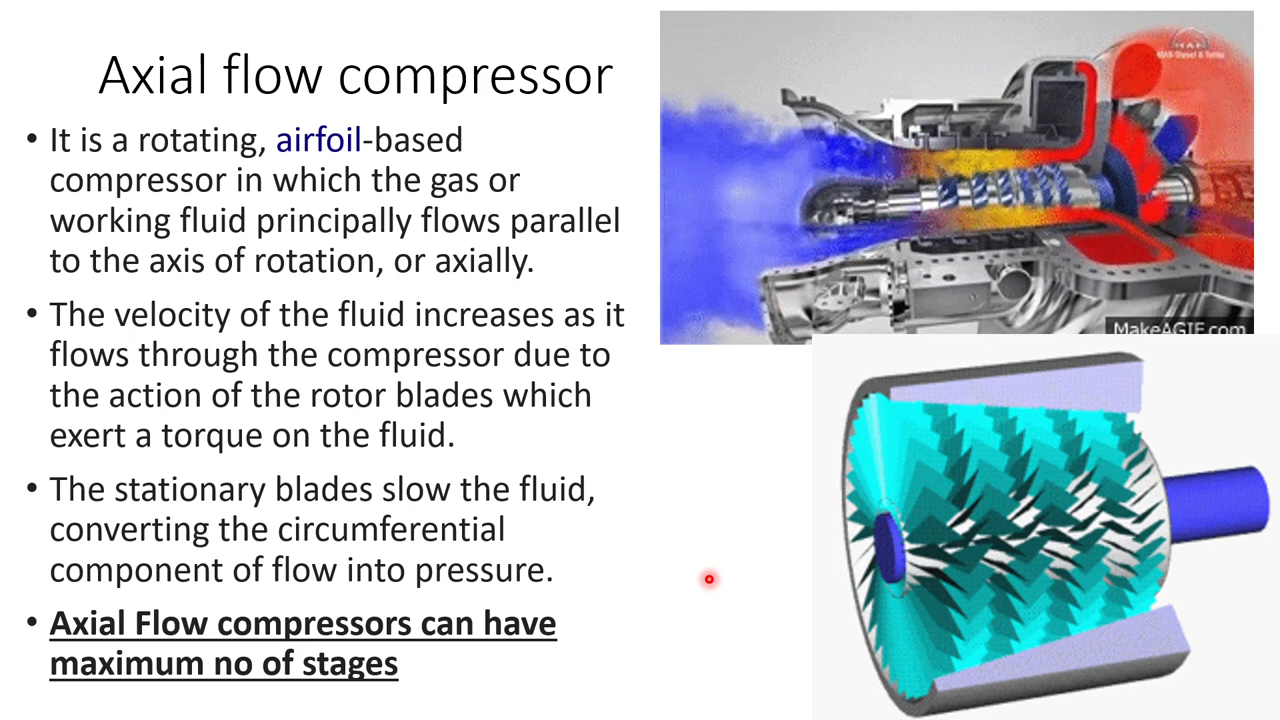 Axial flow compressor
• It is a rotating, airfoil-based
compressor in which the gas or
working fluid principally flows parallel
to the axis of rotation, or axially.
• The velocity of the fluid increases as it
flows through the compressor due to
the action of the rotor blades which
exert a torque on the fluid.
• The stationary blades slow the fluid,
converting the circumferential
component of flow into pressure.
• Axial Flow compressors can have
maximum no of stages
MAN
MAN Diesel & Turbo
MakeAGIF.com